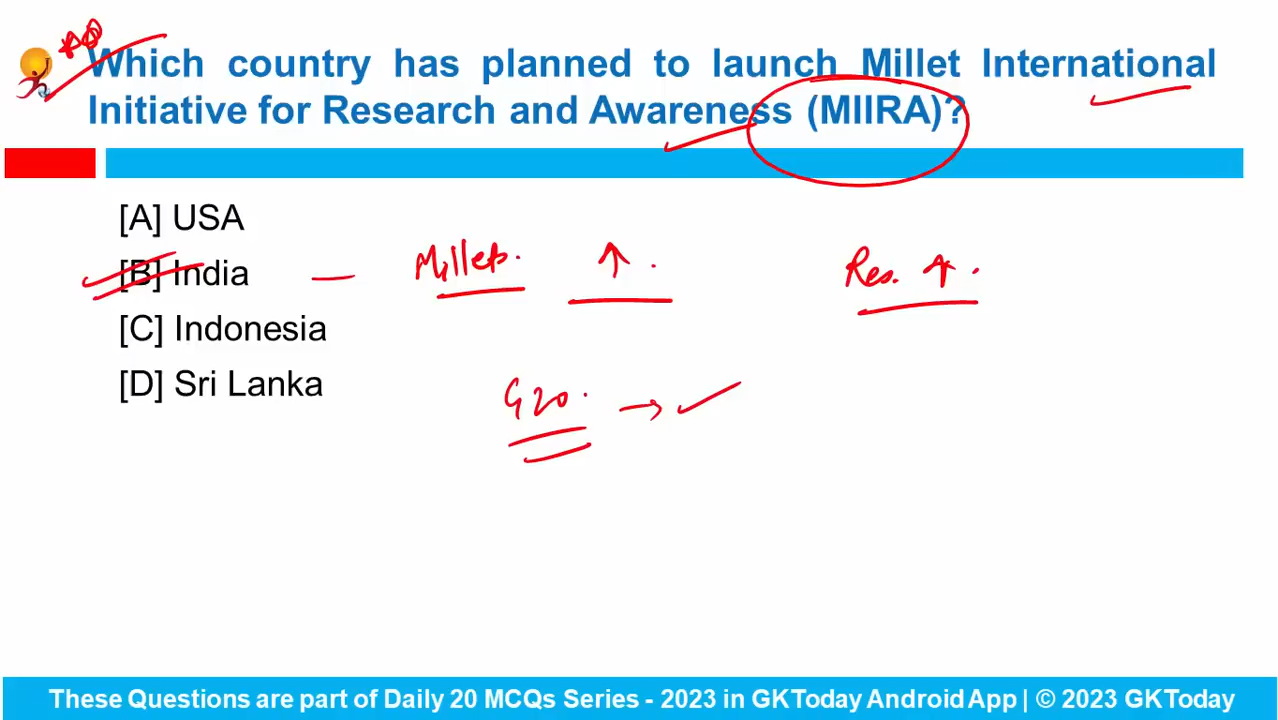 Which country has planned to launch Millet International
Initiative for Research and Awareness (MIIRA)?
[A] USA
[B] India — Millets. ↑. Res. ↑.
[C] Indonesia
[D] Sri Lanka
G20. → ✓
These Questions are part of Daily 20 MCQs Series - 2023 in GKToday Android App | © 2023 GKToday